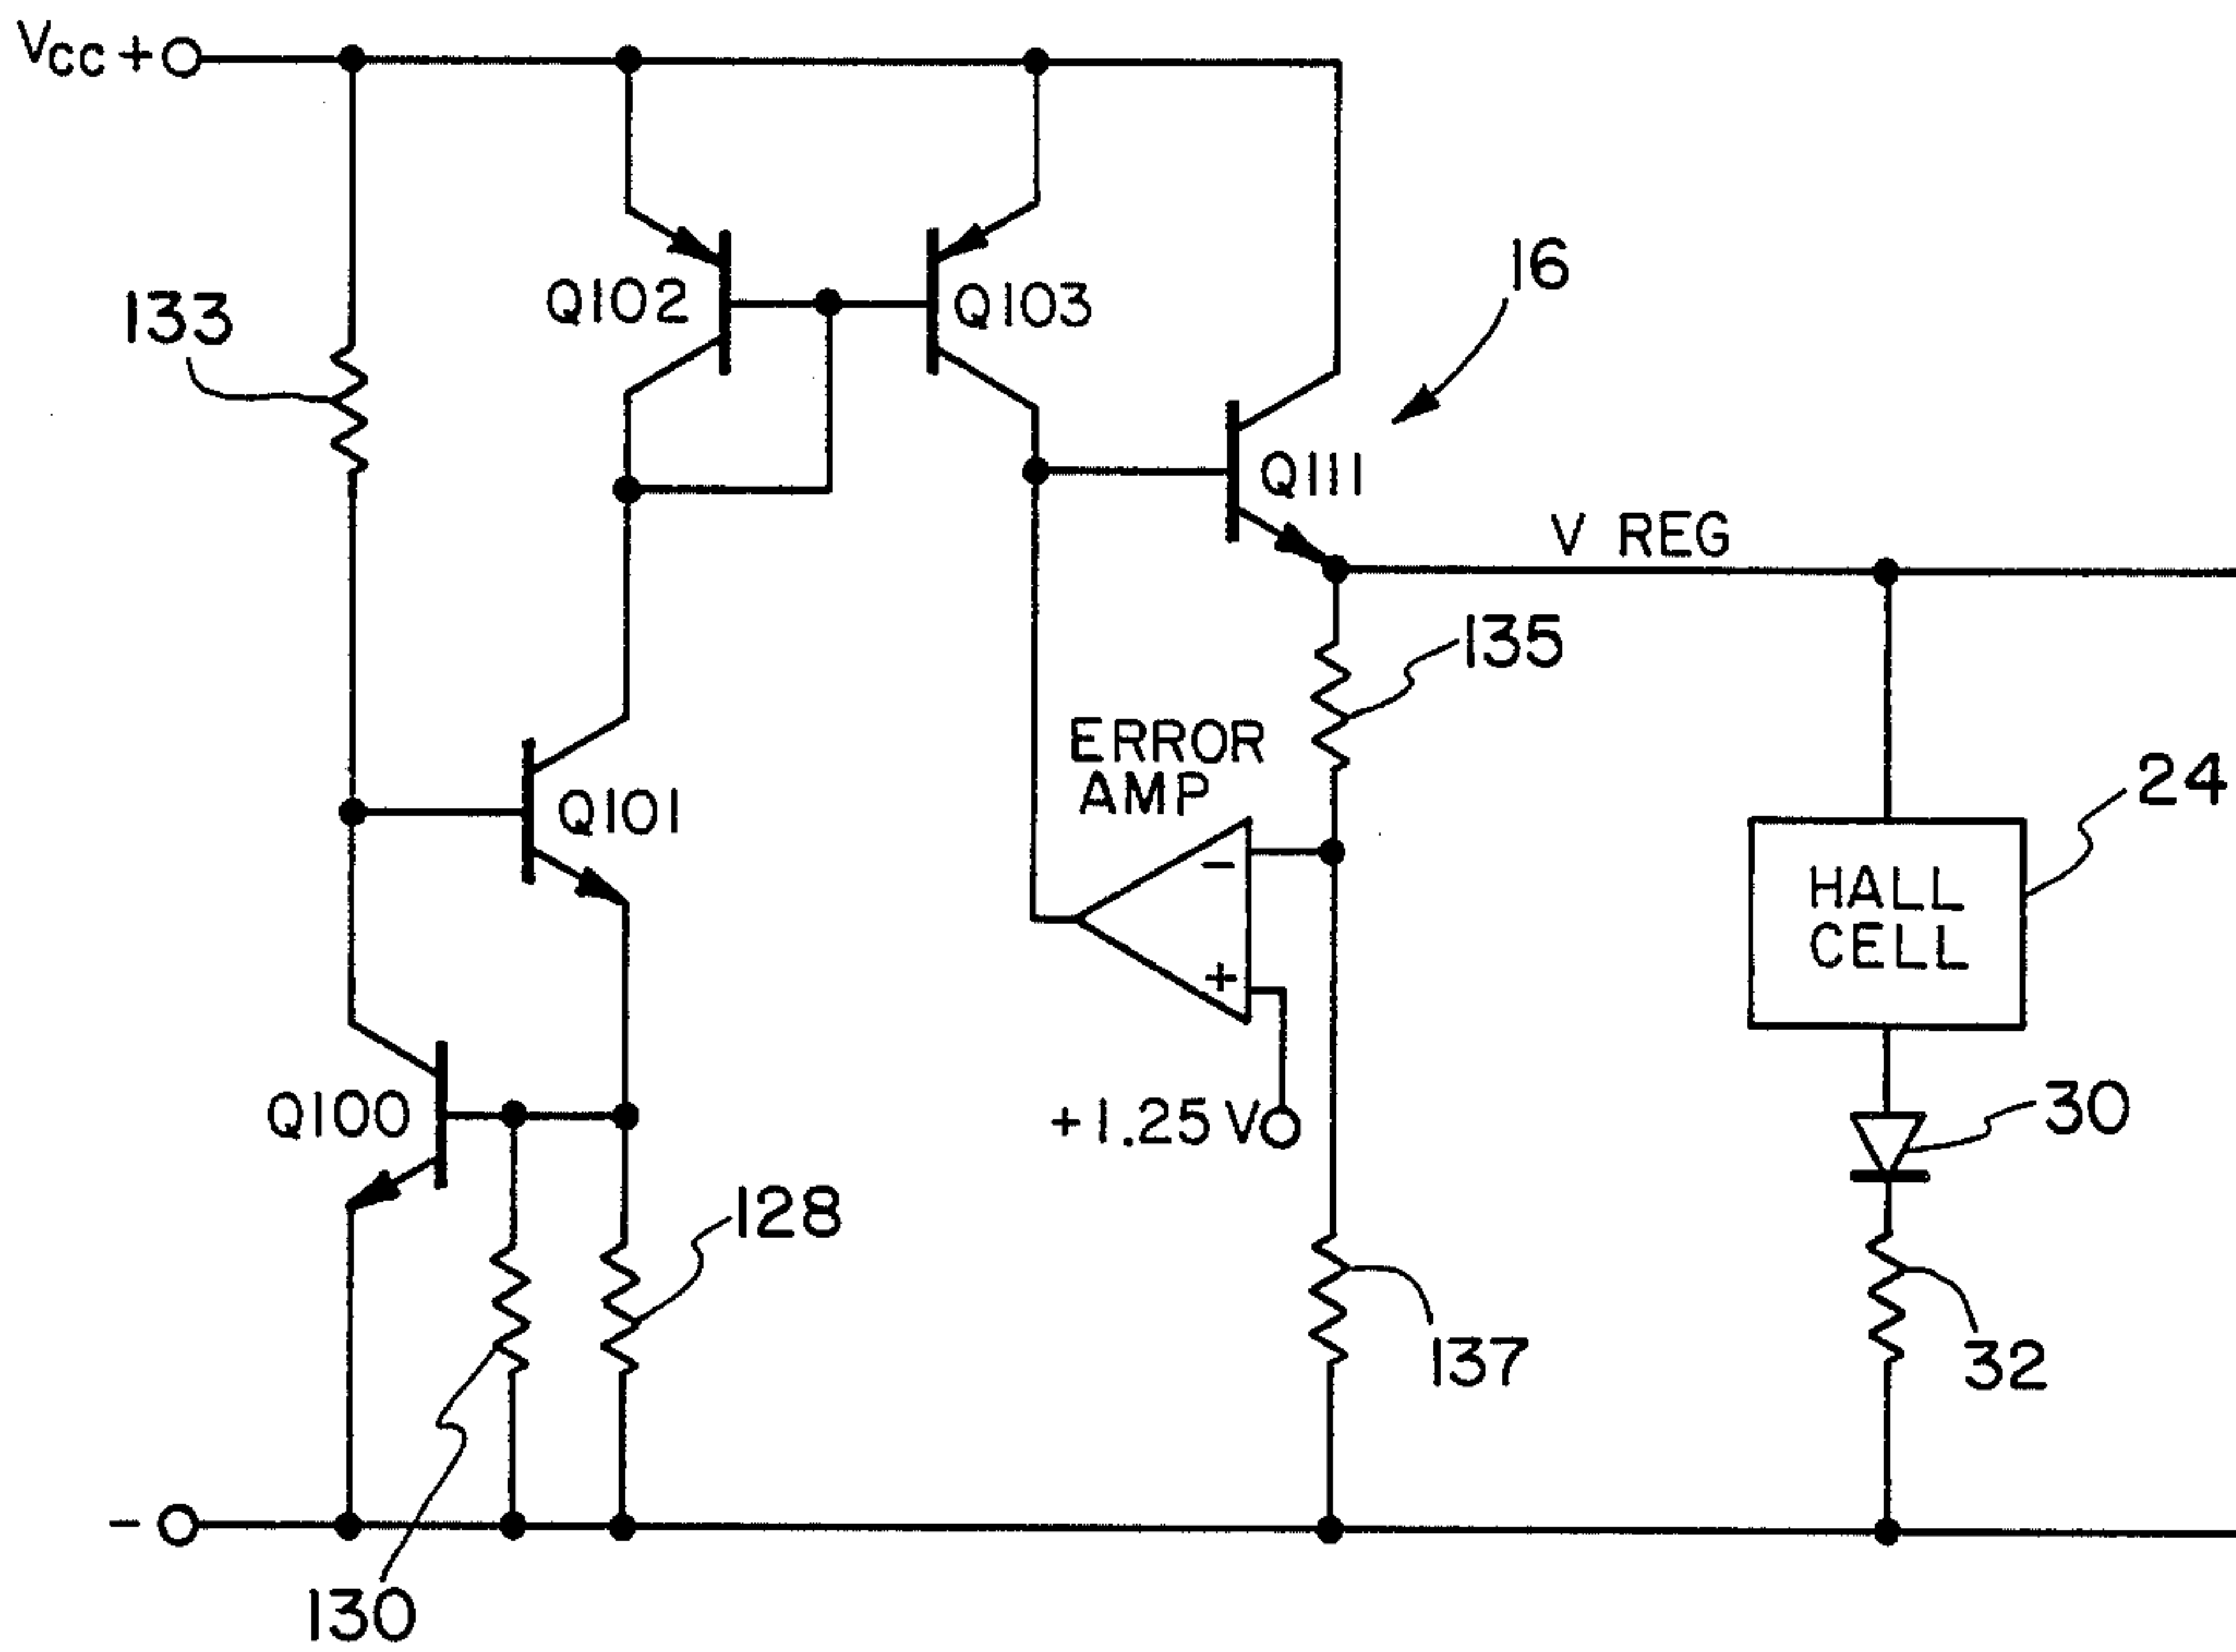 VCC +
133
Q102
Q103
16
Q111
V REG
135
ERROR
AMP
Q101
24
HALL
CELL
−
+
+1.25 V
Q100
30
128
137
32
-
130